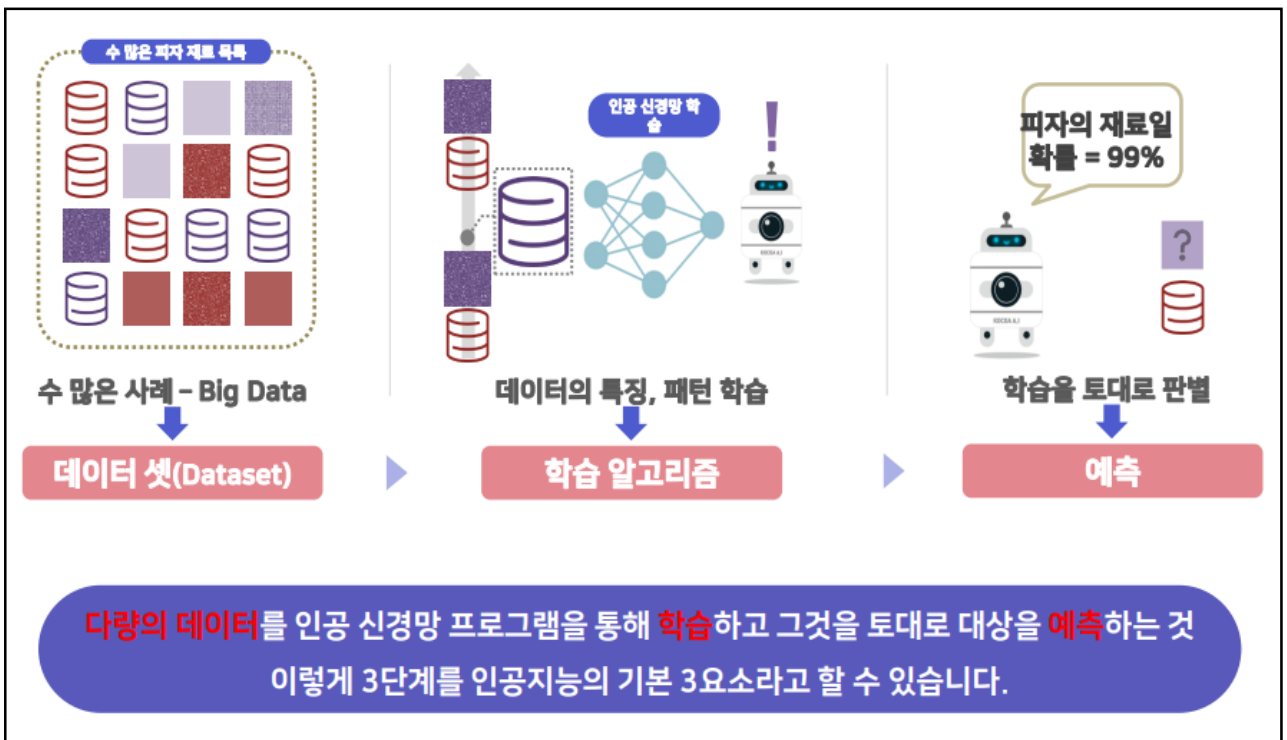 수 많은 피자 재료 목록
인공 신경망 학
습
피자의 재료일
확률 = 99%
?
수 많은 사례 – Big Data
데이터의 특징, 패턴 학습
학습을 토대로 판별
데이터 셋(Dataset)
학습 알고리즘
예측
다량의 데이터를 인공 신경망 프로그램을 통해 학습하고 그것을 토대로 대상을 예측하는 것
이렇게 3단계를 인공지능의 기본 3요소라고 할 수 있습니다.